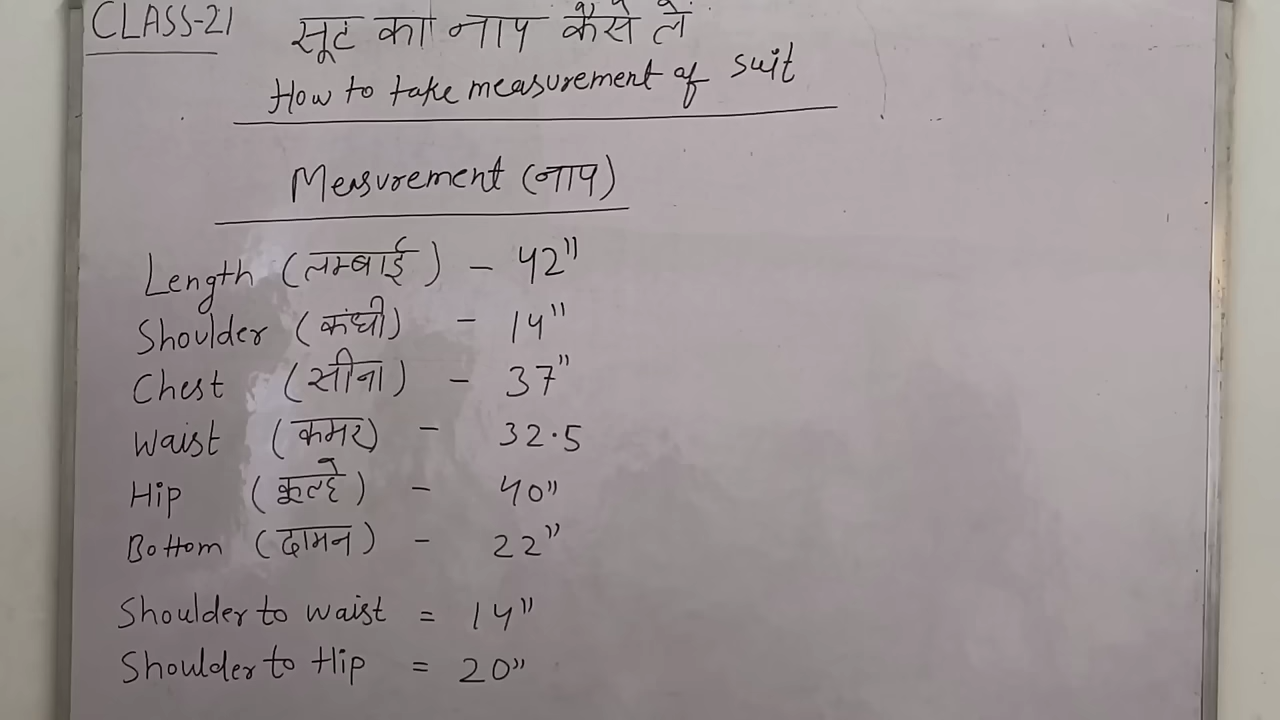 CLASS-21
सूट का नाप कैसे ले
How to take measurement of suit
Measurement (नाप)
Length (लम्बाई) - 42"
Shoulder (कंधी) - 14"
Chest (सीना) - 37"
Waist (कमर) - 32.5
Hip (कूल्हे) - 40"
Bottom (दामन) - 22"
Shoulder to waist = 14"
Shoulder to Hip = 20"